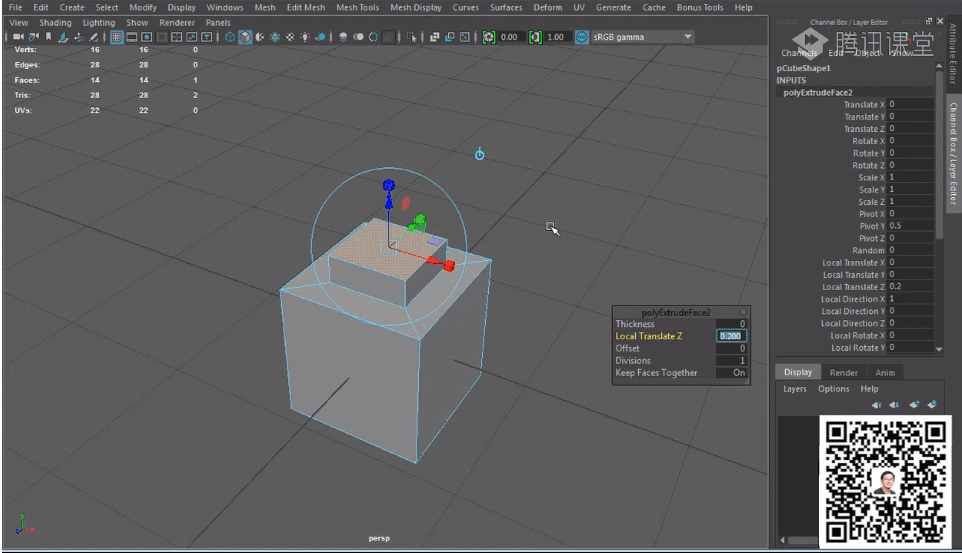 File Edit Create Select Modify Display Windows Mesh Edit Mesh Mesh Tools Mesh Display Curves Surfaces Deform UV Generate Cache Bonus Tools Help
View Shading Lighting Show Renderer Panels
0.00 1.00 sRGB gamma
Verts: 16 16 0
Edges: 28 28 0
Faces: 14 14 1
Tris: 28 28 2
UVs: 22 22 0
persp
polyExtrudeFace2
Thickness 0
Local Translate Z 0.200
Offset 0
Divisions 1
Keep Faces Together On
Channel Box / Layer Editor
腾讯课堂
Channels Edit Object Show
pCubeShape1
INPUTS
polyExtrudeFace2
Translate X 0
Translate Y 0
Translate Z 0
Rotate X 0
Rotate Y 0
Rotate Z 0
Scale X 1
Scale Y 1
Scale Z 1
Pivot X 0
Pivot Y 0.5
Pivot Z 0
Random 0
Local Translate X 0
Local Translate Y 0
Local Translate Z 0.2
Local Direction X 1
Local Direction Y 0
Local Direction Z 0
Local Rotate X 0
Local Rotate Y 0
Display Render Anim
Layers Options Help
Attribute Editor
Channel Box / Layer Editor